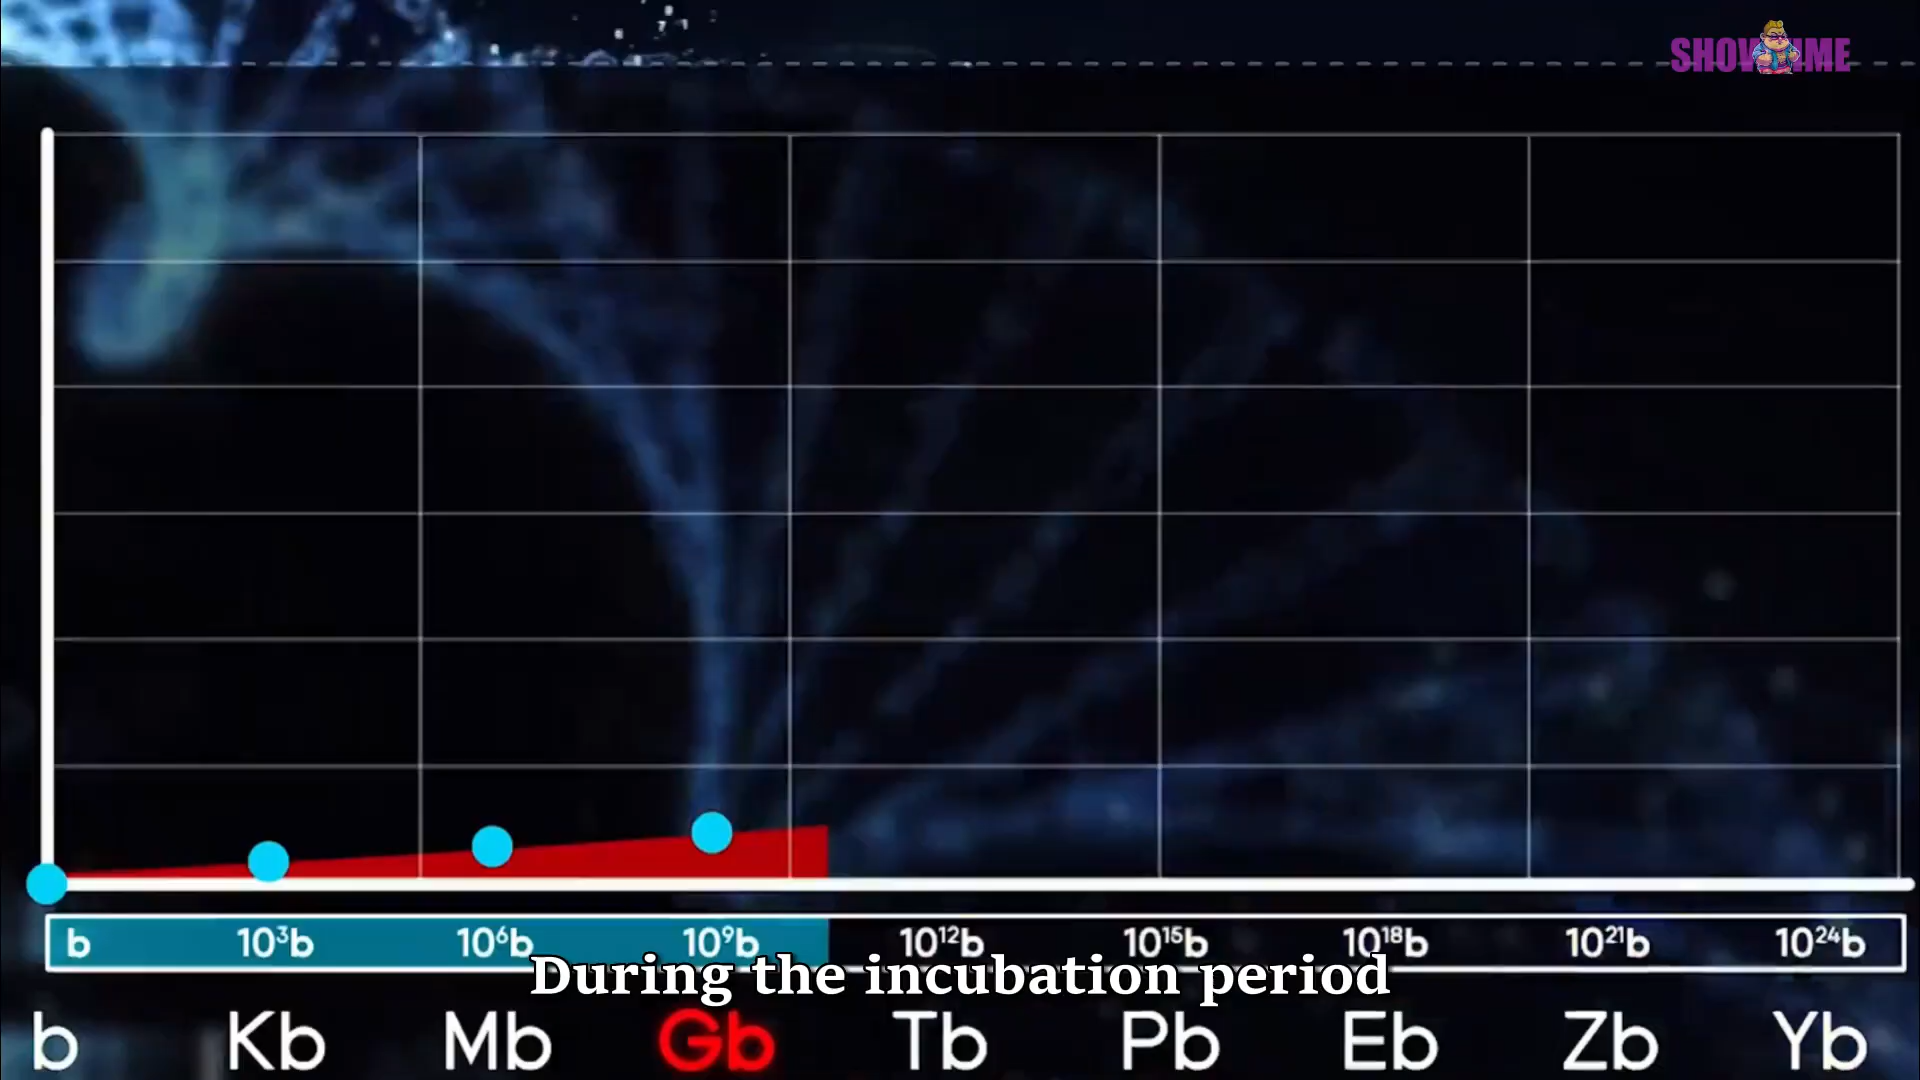 b 10³b 10⁶b 10⁹b 10¹²b 10¹⁵b 10¹⁸b 10²¹b 10²⁴b
During the incubation period
b Kb Mb Gb Tb Pb Eb Zb Yb